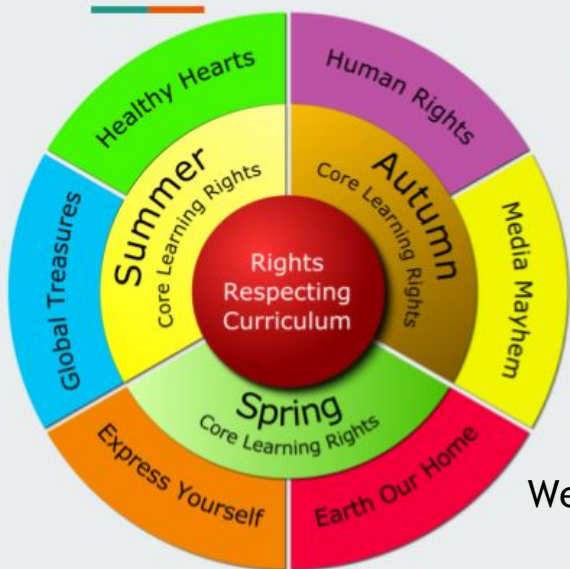 Healthy Hearts
Human Rights
Media Mayhem
Earth Our Home
Express Yourself
Global Treasures
Summer
Core Learning Rights
Autumn
Core Learning Rights
Spring
Core Learning Rights
Rights
Respecting
Curriculum
We